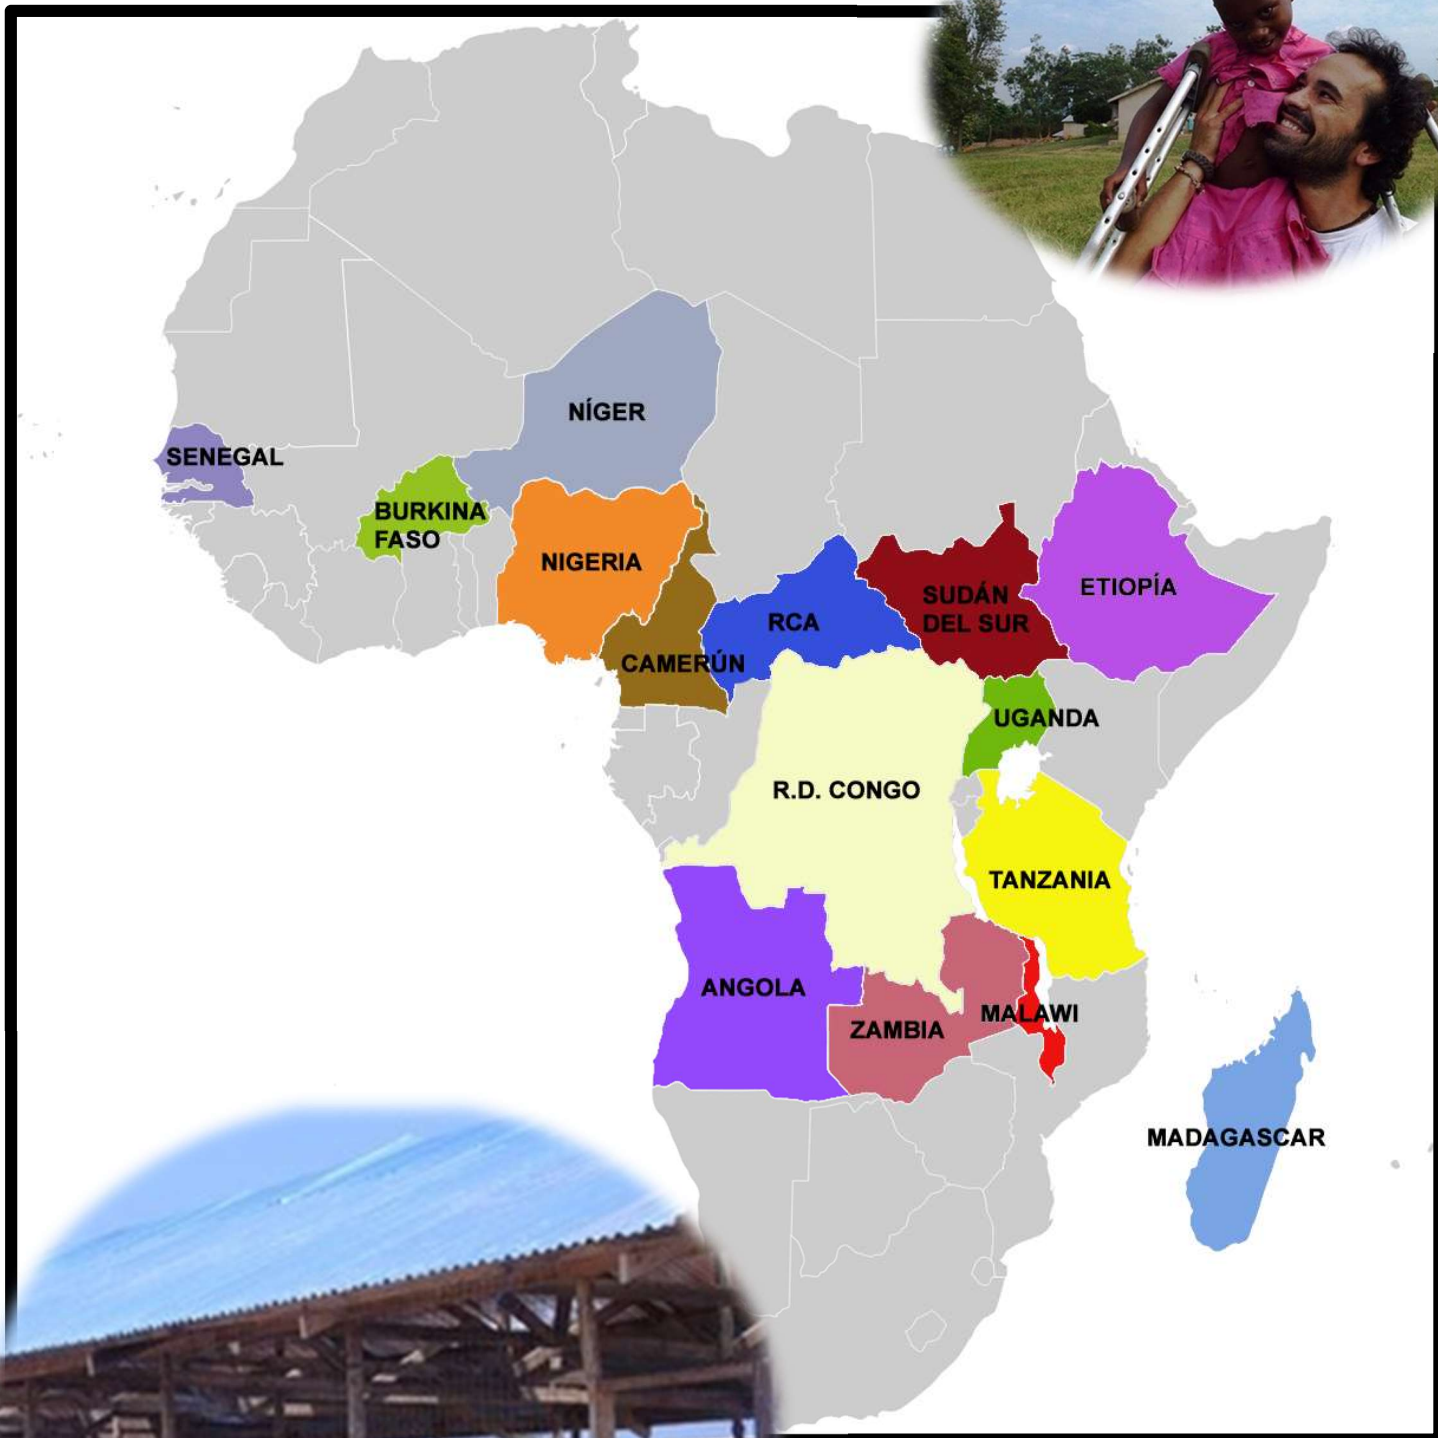 NÍGER
SENEGAL
BURKINA
FASO
NIGERIA
ETIOPÍA
SUDÁN
DEL SUR
RCA
CAMERÚN
UGANDA
R.D. CONGO
TANZANIA
ANGOLA
MALAWI
ZAMBIA
MADAGASCAR